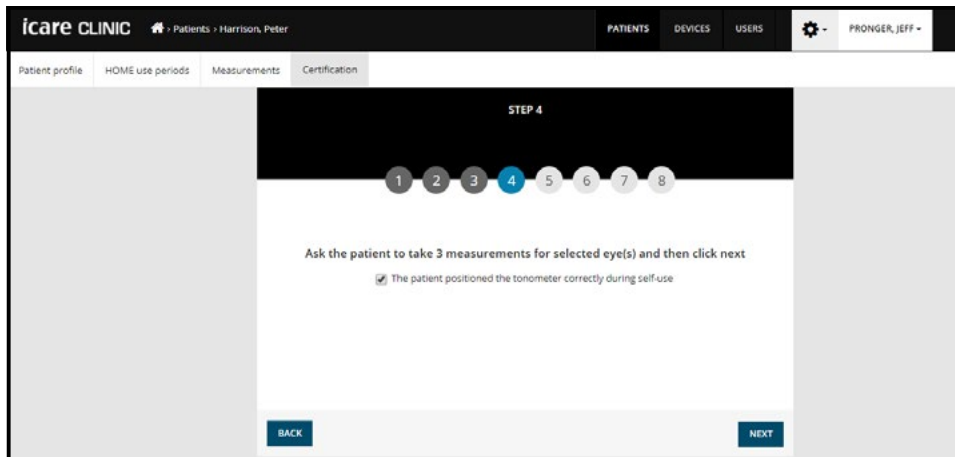 icare CLINIC › Patients › Harrison, Peter PATIENTS DEVICES USERS PRONGER, JEFF
Patient profile HOME use periods Measurements Certification
STEP 4
1 2 3 4 5 6 7 8
Ask the patient to take 3 measurements for selected eye(s) and then click next
The patient positioned the tonometer correctly during self-use
BACK NEXT